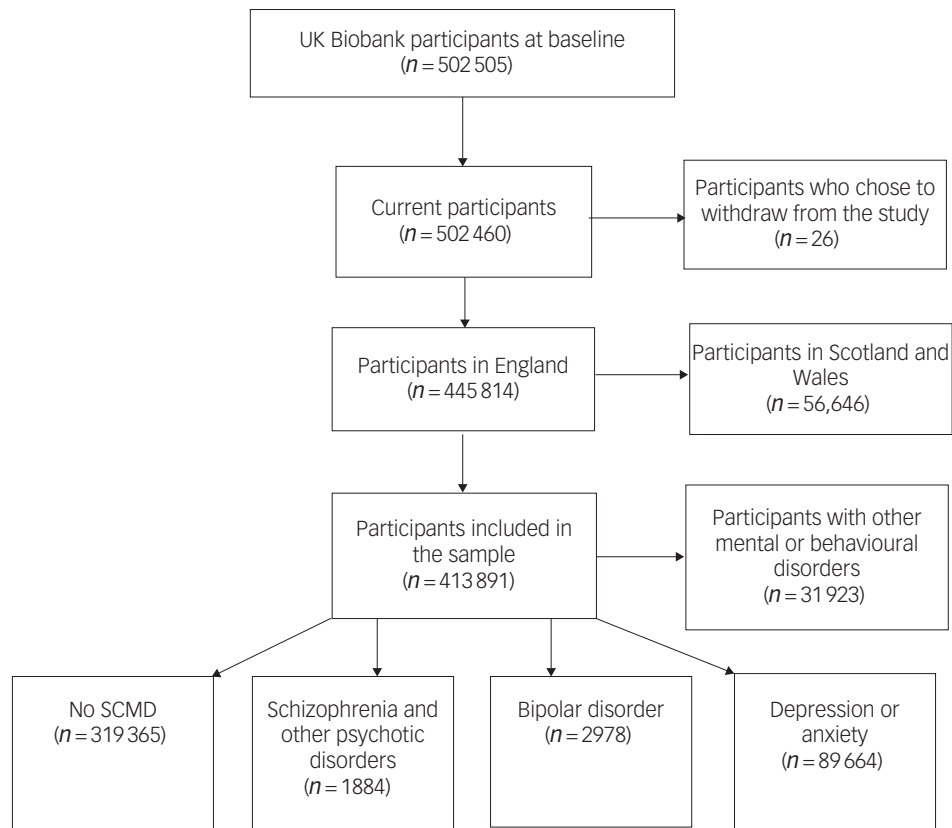 UK Biobank participants at baseline
(n = 502 505)
Current participants
(n = 502 460)
Participants who chose to
withdraw from the study
(n = 26)
Participants in England
(n = 445 814)
Participants in Scotland and
Wales
(n = 56,646)
Participants included in
the sample
(n = 413 891)
Participants with other
mental or behavioural
disorders
(n = 31 923)
No SCMD
(n = 319 365)
Schizophrenia and
other psychotic
disorders
(n = 1884)
Bipolar disorder
(n = 2978)
Depression or
anxiety
(n = 89 664)